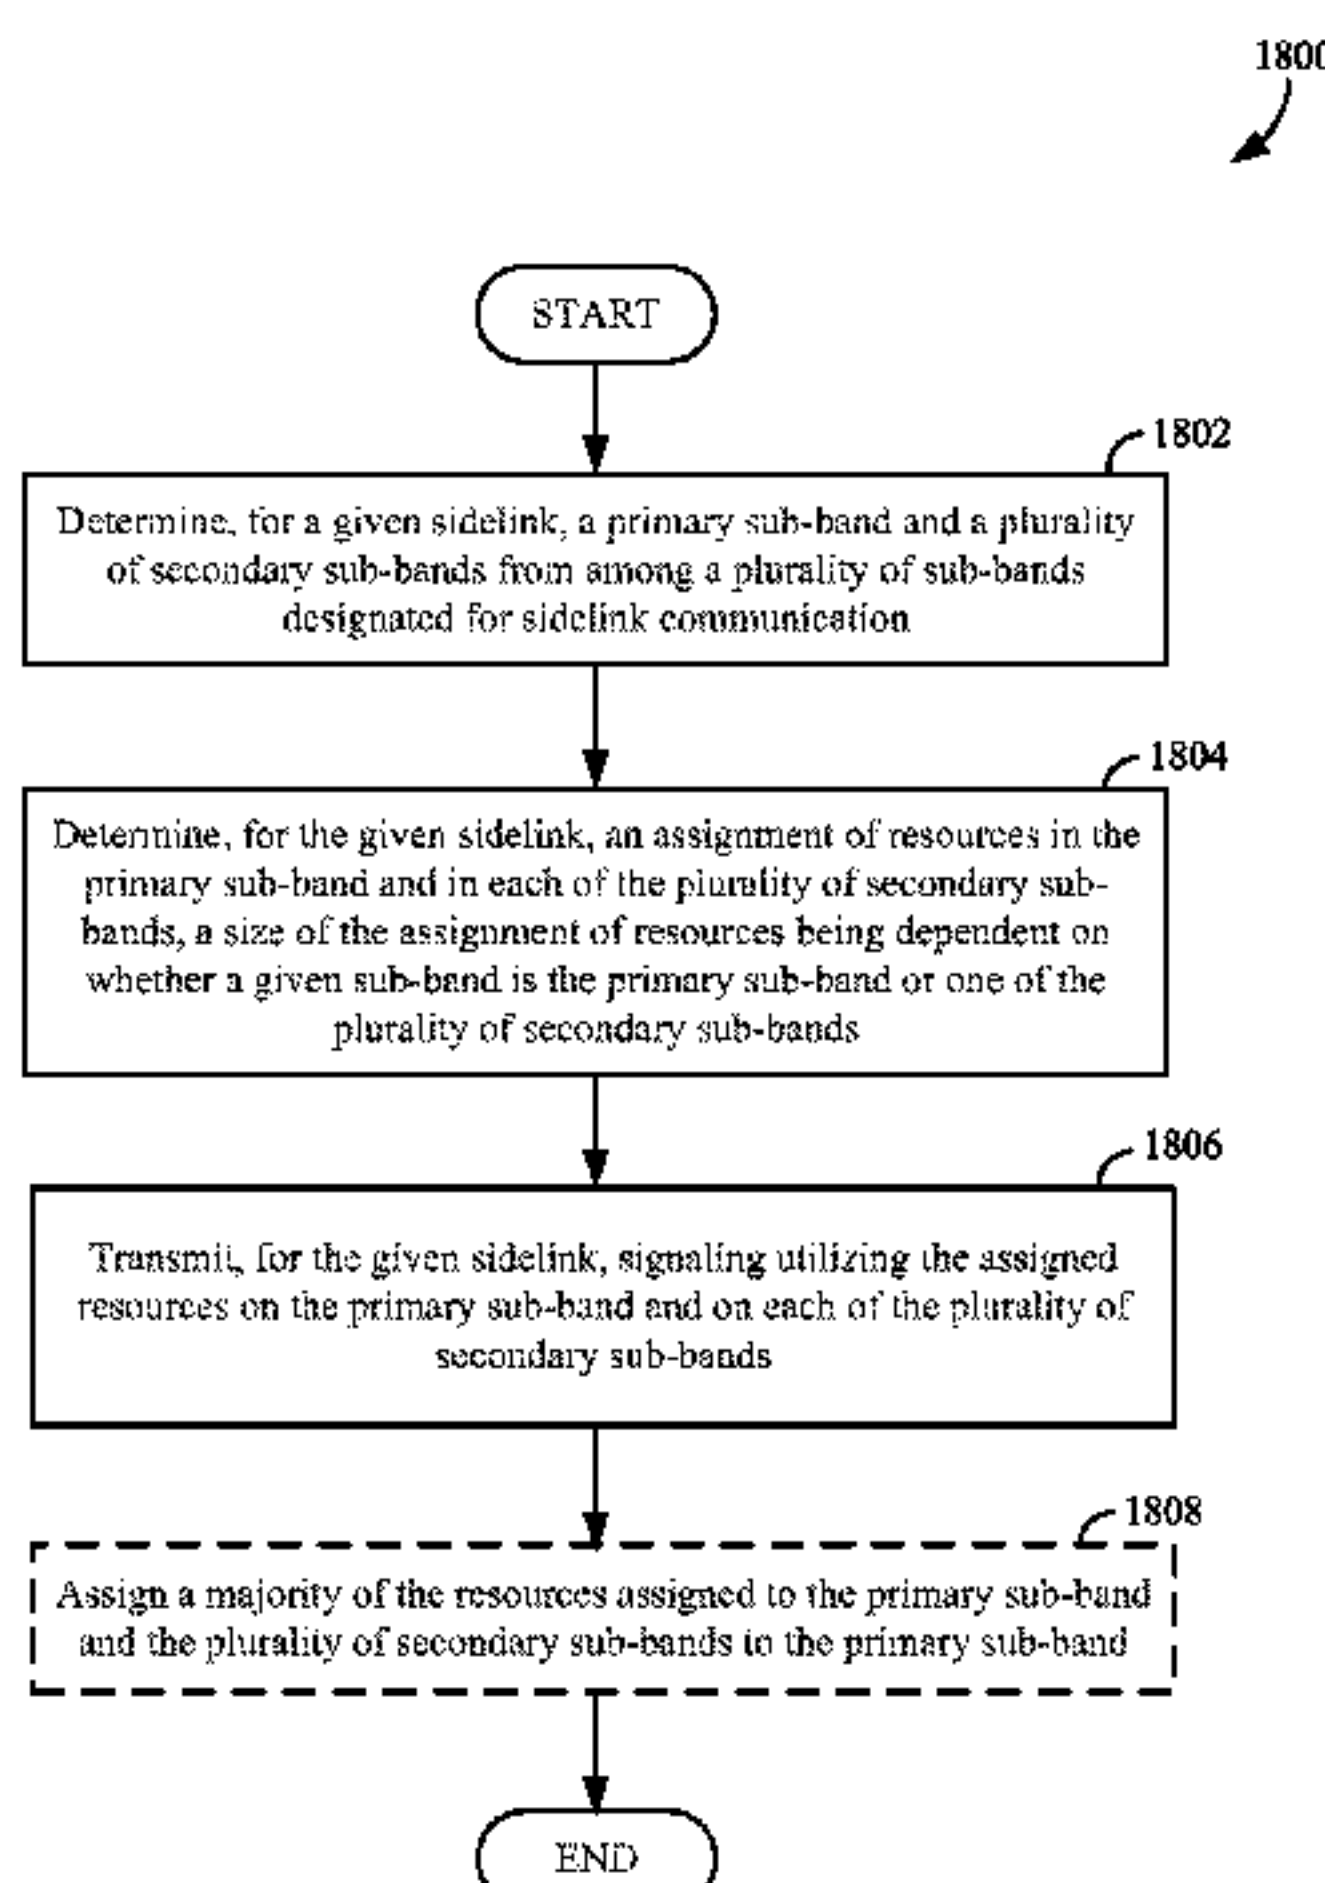 1800
START
1802
Determine, for a given sidelink, a primary sub-band and a plurality
of secondary sub-bands from among a plurality of sub-bands
designated for sidelink communication
1804
Determine, for the given sidelink, an assignment of resources in the
primary sub-band and in each of the plurality of secondary sub-
bands, a size of the assignment of resources being dependent on
whether a given sub-band is the primary sub-band or one of the
plurality of secondary sub-bands
1806
Transmit, for the given sidelink, signaling utilizing the assigned
resources on the primary sub-band and on each of the plurality of
secondary sub-bands
1808
Assign a majority of the resources assigned to the primary sub-band
and the plurality of secondary sub-bands to the primary sub-band
END